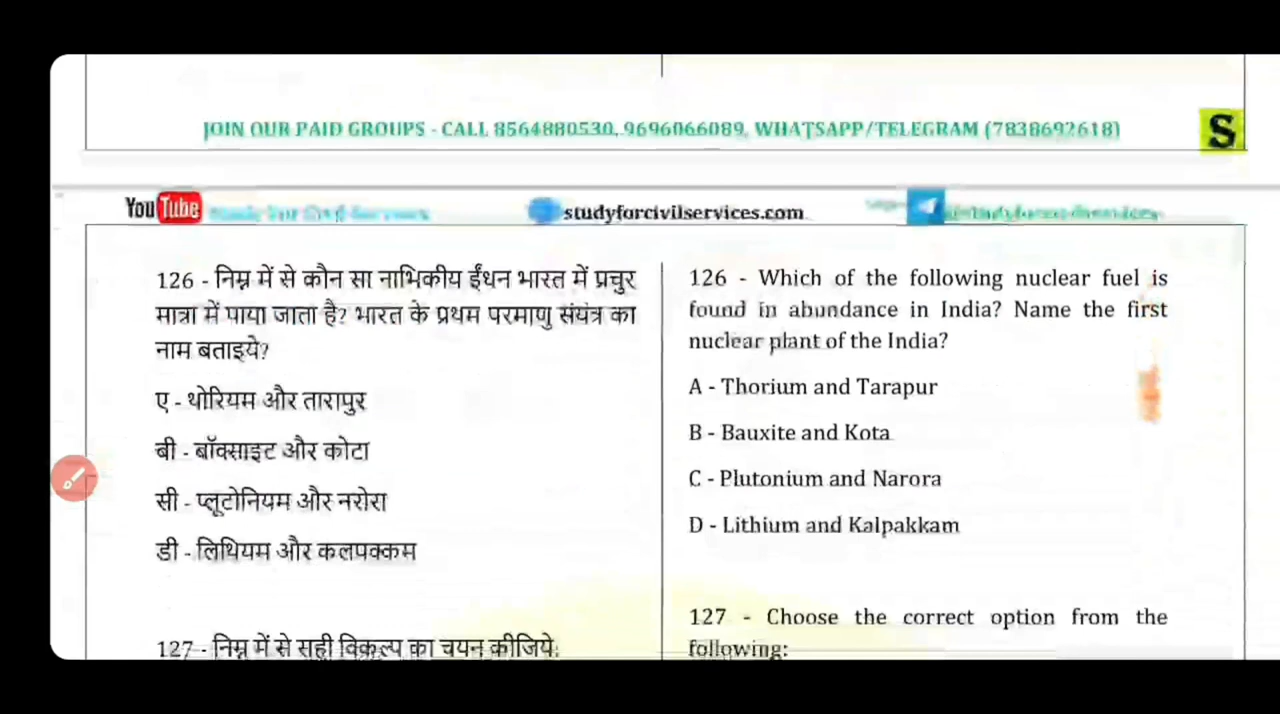 JOIN OUR PAID GROUPS - CALL 8564880530, 9696066089, WHATSAPP/TELEGRAM (7838692618)
S
YouTube Study For Civil Services
studyforcivilservices.com
126 - निम्न में से कौन सा नाभिकीय ईंधन भारत में प्रचुर
मात्रा में पाया जाता है? भारत के प्रथम परमाणु संयंत्र का
नाम बताइये?
ए - थोरियम और तारापुर
बी - बॉक्साइट और कोटा
सी - प्लूटोनियम और नरोरा
डी - लिथियम और कलपक्कम
127 - निम्न में से सही विकल्प का चयन कीजिये:
126 - Which of the following nuclear fuel is
found in abundance in India? Name the first
nuclear plant of the India?
A - Thorium and Tarapur
B - Bauxite and Kota
C - Plutonium and Narora
D - Lithium and Kalpakkam
127 - Choose the correct option from the
following: